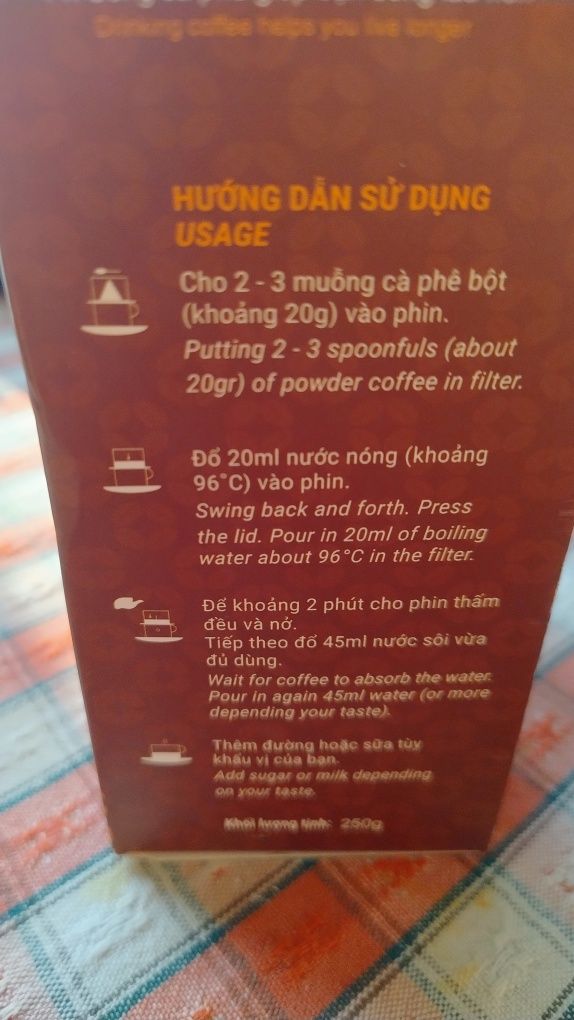 Drinking coffee helps you live longer
HƯỚNG DẪN SỬ DỤNG
USAGE
Cho 2 - 3 muỗng cà phê bột
(khoảng 20g) vào phin.
Putting 2 - 3 spoonfuls (about
20gr) of powder coffee in filter.
Đổ 20ml nước nóng (khoảng
96°C) vào phin.
Swing back and forth. Press
the lid. Pour in 20ml of boiling
water about 96°C in the filter.
Để khoảng 2 phút cho phin thấm
đều và nở.
Tiếp theo đổ 45ml nước sôi vừa
đủ dùng.
Wait for coffee to absorb the water.
Pour in again 45ml water (or more
depending your taste).
Thêm đường hoặc sữa tùy
khẩu vị của bạn.
Add sugar or milk depending
on your taste.
Khối lượng tịnh: 250g